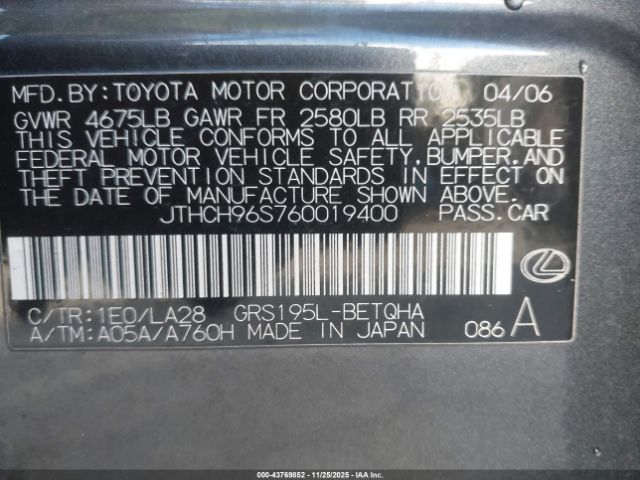 MFD. BY:TOYOTA MOTOR CORPORATION 04/06
GVWR 4675LB GAWR FR 2580LB RR 2535LB
THIS VEHICLE CONFORMS TO ALL APPLICABLE
FEDERAL MOTOR VEHICLE SAFETY,BUMPER,AND
THEFT PREVENTION STANDARDS IN EFFECT ON
THE DATE OF MANUFACTURE SHOWN ABOVE.
JTHCH96S760019400 PASS.CAR
C/TR:1E0/LA28 GRS195L-BETQHA
A/TM:A05A/A760H MADE IN JAPAN 086 A
000-43769852 - 11/25/2025 - IAAI.COM